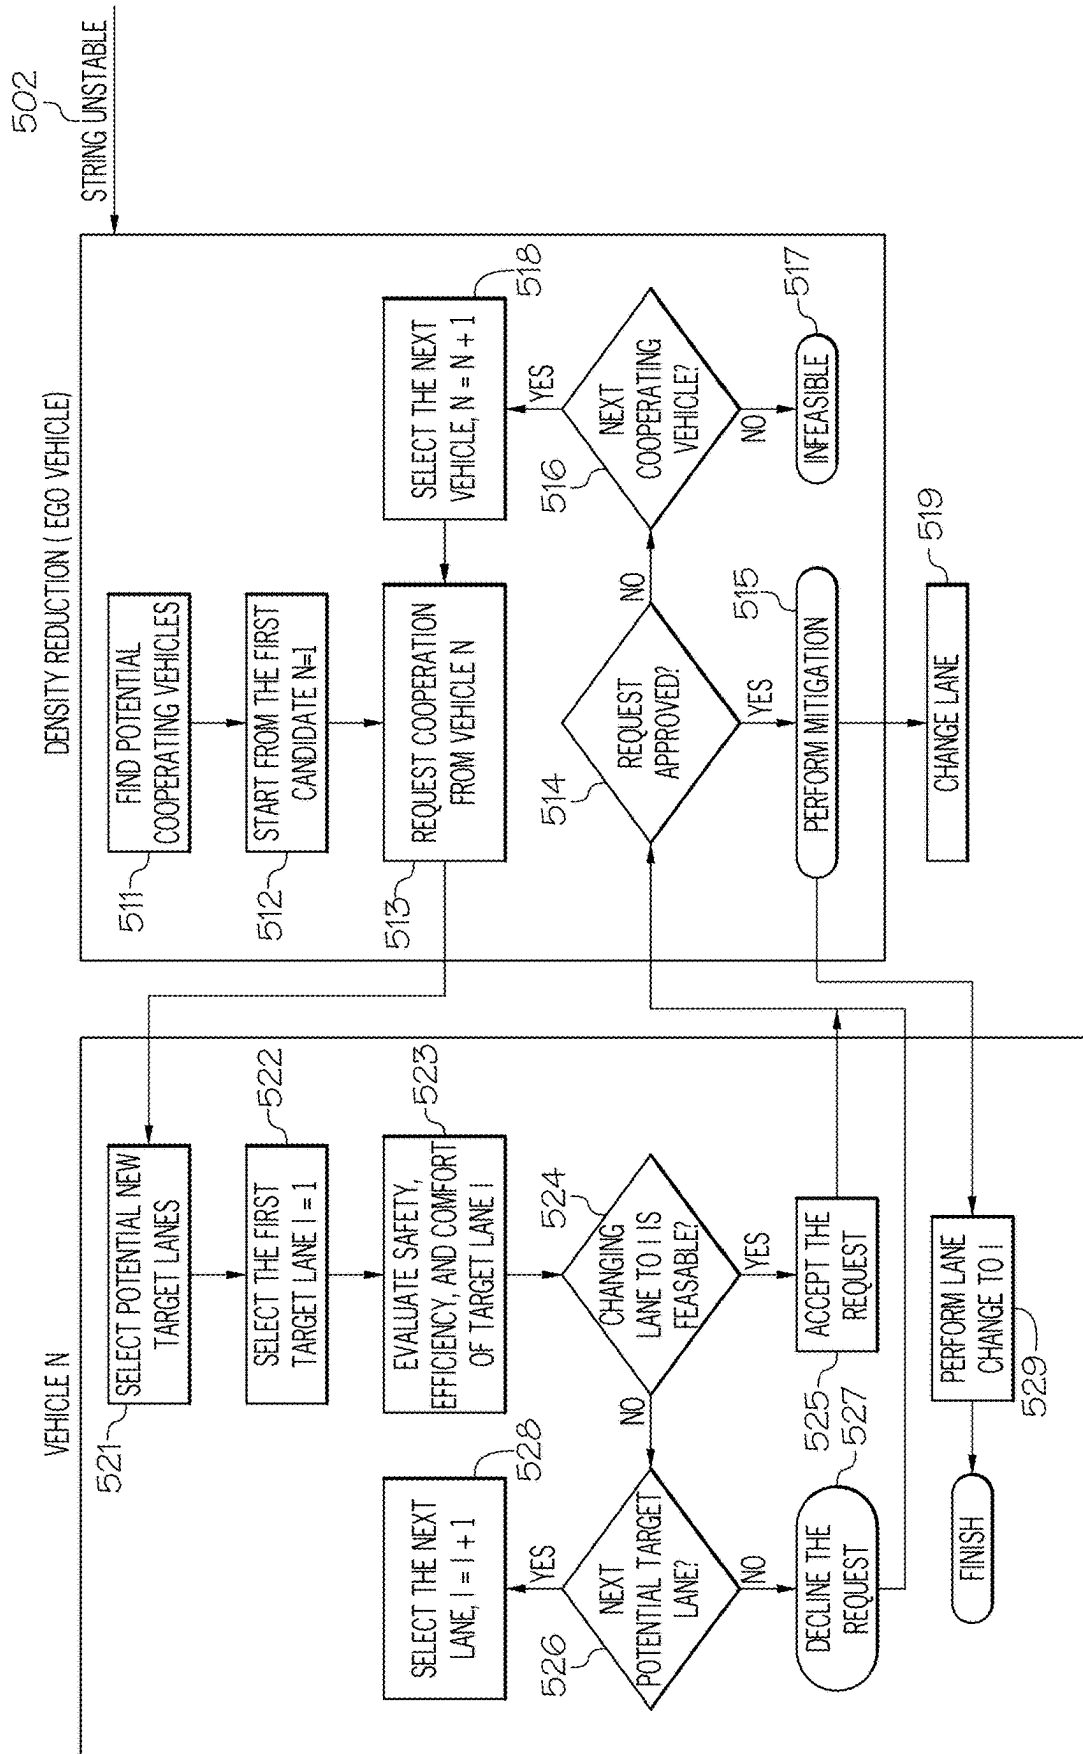 502
STRING UNSTABLE
DENSITY REDUCTION ( EGO VEHICLE)
FIND POTENTIAL
COOPERATING VEHICLES
511
START FROM THE FIRST
CANDIDATE N=1
512
REQUEST COOPERATION
FROM VEHICLE N
513
SELECT THE NEXT
VEHICLE, N = N + 1
518
REQUEST
APPROVED?
514
NO
YES
NEXT
COOPERATING
VEHICLE?
516
YES
NO
PERFORM MITIGATION
515
INFEASIBLE
517
CHANGE LANE
519
VEHICLE N
SELECT POTENTIAL NEW
TARGET LANES
521
SELECT THE FIRST
TARGET LANE I = 1
522
EVALUATE SAFETY,
EFFICIENCY, AND COMFORT
OF TARGET LANE I
523
SELECT THE NEXT
LANE, I = I + 1
528
CHANGING
LANE TO I IS
FEASABLE?
524
NO
YES
NEXT
POTENTIAL TARGET
LANE?
526
YES
NO
ACCEPT THE
REQUEST
525
DECLINE THE
REQUEST
527
PERFORM LANE
CHANGE TO I
529
FINISH